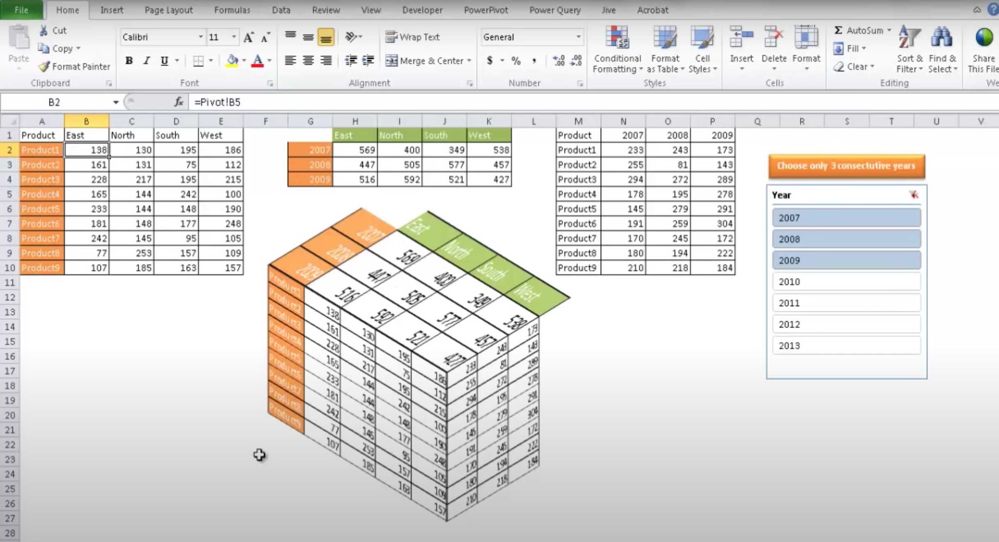 File Home Insert Page Layout Formulas Data Review View Developer PowerPivot Power Query Jive Acrobat
Paste
Cut
Copy
Format Painter
Clipboard
Calibri 11 A A
B I U A
Font
Wrap Text
Merge & Center
Alignment
General
$ % , .0 .00 .00 .0
Number
Conditional Formatting
Format as Table
Cell Styles
Styles
Insert Delete Format
Cells
Σ AutoSum
Fill
Clear
Sort & Filter
Find & Select
Editing
Share
This File
We
B2 fx =Pivot!B5
A B C D E F G H I J K L M N O P Q R S T U V
1 Product East North South West East North South West Product 2007 2008 2009
2 Product1 138 130 195 186 2007 569 400 349 538 Product1 233 243 173
3 Product2 161 131 75 112 2008 447 505 577 457 Product2 255 81 143
4 Product3 228 217 195 215 2009 516 592 521 427 Product3 294 272 289
5 Product4 165 144 242 100 Product4 178 195 278
6 Product5 233 144 148 190 Product5 145 279 291
7 Product6 181 148 177 248 Product6 191 259 304
8 Product7 242 145 95 105 Product7 170 245 172
9 Product8 77 253 157 109 Product8 180 194 222
10 Product9 107 185 163 157 Product9 210 218 184
11
12
13
14
15
16
17
18
19
20
21
22
23
24
25
26
27
28
Choose only 3 consectutive years
Year
2007
2008
2009
2010
2011
2012
2013
East North South West
2007 569 400 349 538
2008 447 505 577 457
2009 516 592 521 427
Product1 138 130 195 186
Product2 161 131 75 112
Product3 228 217 195 215
Product4 165 144 242 100
Product5 233 144 148 190
Product6 181 148 177 248
Product7 242 145 95 105
Product8 77 253 157 109
Product9 107 185 163 157
233 243 173
255 81 143
294 272 289
178 195 278
145 279 291
191 259 304
170 245 172
180 194 222
210 218 184